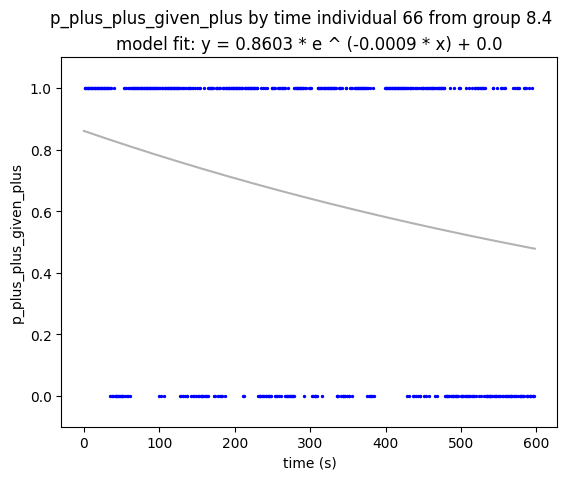 p_plus_plus_given_plus by time individual 66 from group 8.4
model fit: y = 0.8603 * e ^ (-0.0009 * x) + 0.0
p_plus_plus_given_plus
1.0
0.8
0.6
0.4
0.2
0.0
0 100 200 300 400 500 600
time (s)